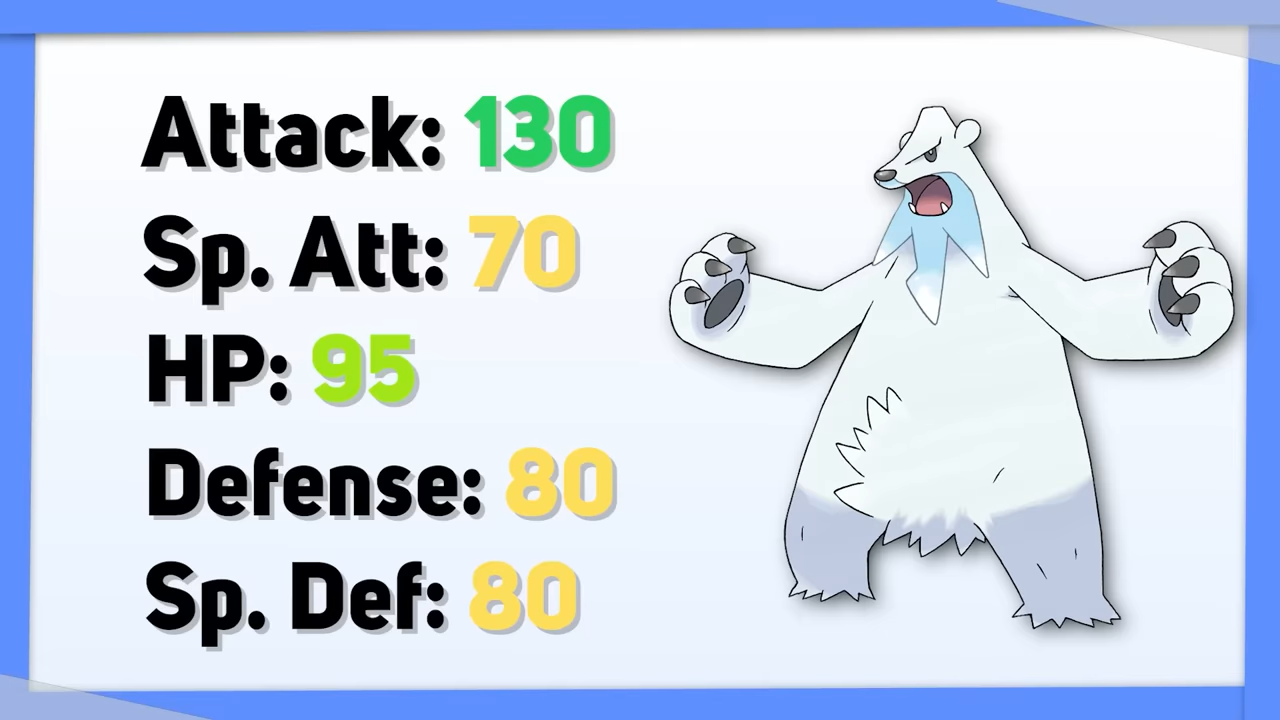 Attack: 130
Sp. Att: 70
HP: 95
Defense: 80
Sp. Def: 80